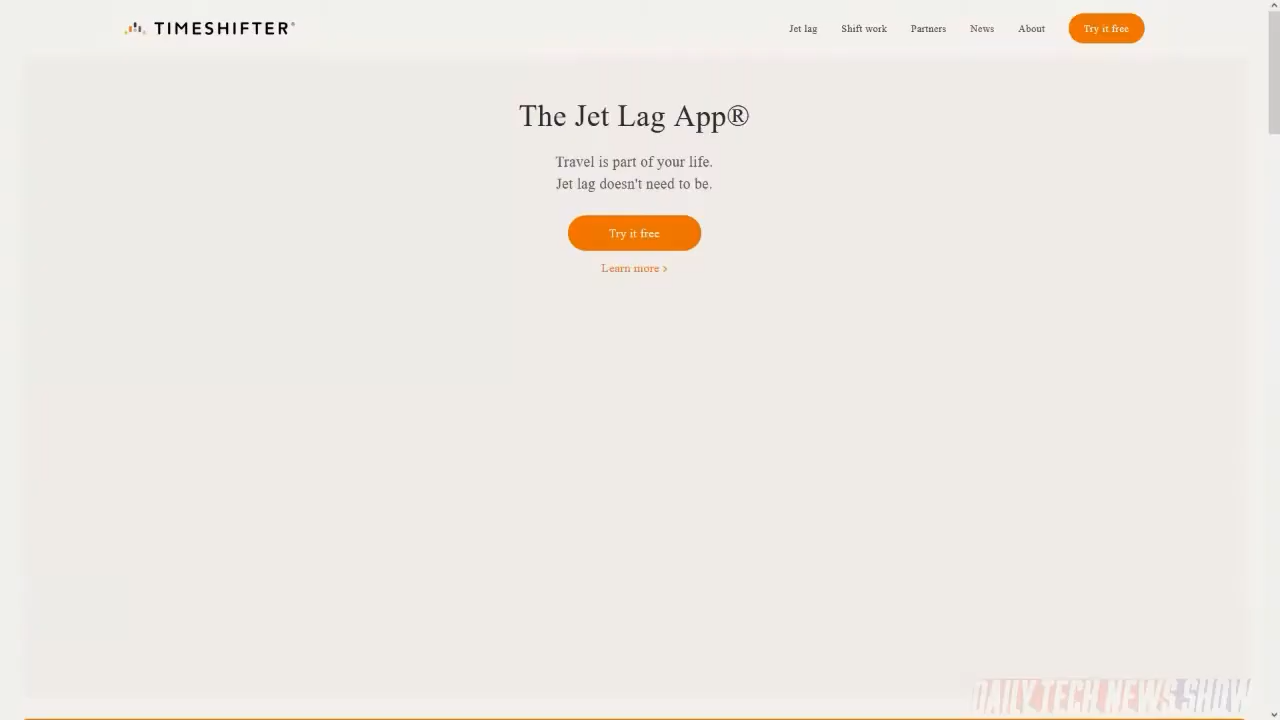 TIMESHIFTER®
Jet lag
Shift work
Partners
News
About
Try it free
The Jet Lag App®
Travel is part of your life.
Jet lag doesn't need to be.
Try it free
Learn more >
DAILY TECH NEWS SHOW